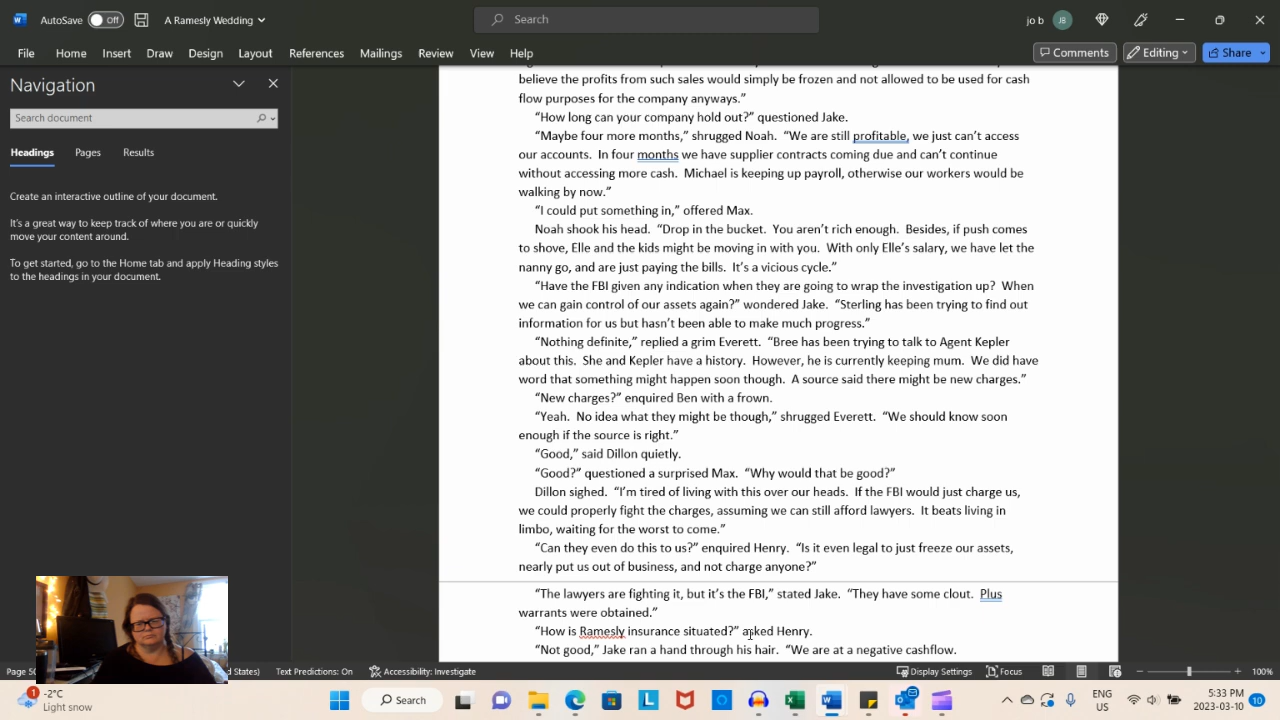 AutoSave Off A Ramesly Wedding Search jo b JB
File Home Insert Draw Design Layout References Mailings Review View Help Comments Editing Share
Navigation
Search document
Headings Pages Results
Create an interactive outline of your document.
It's a great way to keep track of where you are or quickly
move your content around.
To get started, go to the Home tab and apply Heading styles
to the headings in your document.
believe the profits from such sales would simply be frozen and not allowed to be used for cash
flow purposes for the company anyways.”
“How long can your company hold out?” questioned Jake.
“Maybe four more months,” shrugged Noah. “We are still profitable, we just can’t access
our accounts. In four months we have supplier contracts coming due and can’t continue
without accessing more cash. Michael is keeping up payroll, otherwise our workers would be
walking by now.”
“I could put something in,” offered Max.
Noah shook his head. “Drop in the bucket. You aren’t rich enough. Besides, if push comes
to shove, Elle and the kids might be moving in with you. With only Elle’s salary, we have let the
nanny go, and are just paying the bills. It’s a vicious cycle.”
“Have the FBI given any indication when they are going to wrap the investigation up? When
we can gain control of our assets again?” wondered Jake. “Sterling has been trying to find out
information for us but hasn’t been able to make much progress.”
“Nothing definite,” replied a grim Everett. “Bree has been trying to talk to Agent Kepler
about this. She and Kepler have a history. However, he is currently keeping mum. We did have
word that something might happen soon though. A source said there might be new charges.”
“New charges?” enquired Ben with a frown.
“Yeah. No idea what they might be though,” shrugged Everett. “We should know soon
enough if the source is right.”
“Good,” said Dillon quietly.
“Good?” questioned a surprised Max. “Why would that be good?”
Dillon sighed. “I’m tired of living with this over our heads. If the FBI would just charge us,
we could properly fight the charges, assuming we can still afford lawyers. It beats living in
limbo, waiting for the worst to come.”
“Can they even do this to us?” enquired Henry. “Is it even legal to just freeze our assets,
nearly put us out of business, and not charge anyone?”
“The lawyers are fighting it, but it’s the FBI,” stated Jake. “They have some clout. Plus
warrants were obtained.”
“How is Ramesly insurance situated?” asked Henry.
“Not good,” Jake ran a hand through his hair. “We are at a negative cashflow.
States) Text Predictions: On Accessibility: Investigate Display Settings Focus 100%
1 -2°C Light snow Search ENG US 5:33 PM 2023-03-10 10